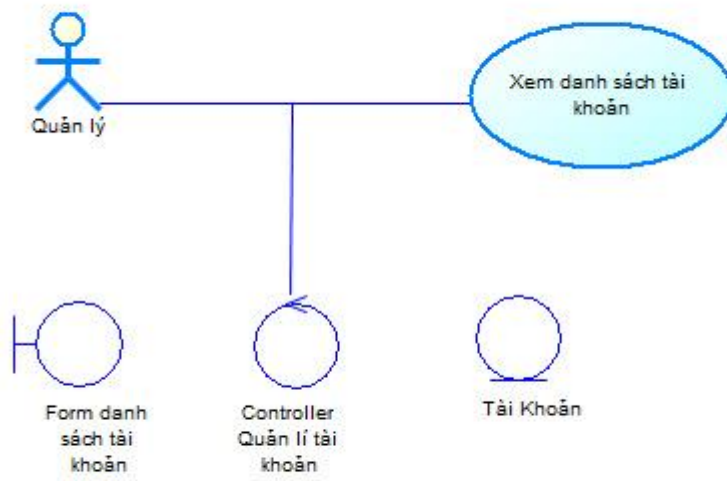 Quản lý
Xem danh sách tài
khoản
Form danh
sách tài
khoản
Controller
Quản lí tài
khoản
Tài Khoản